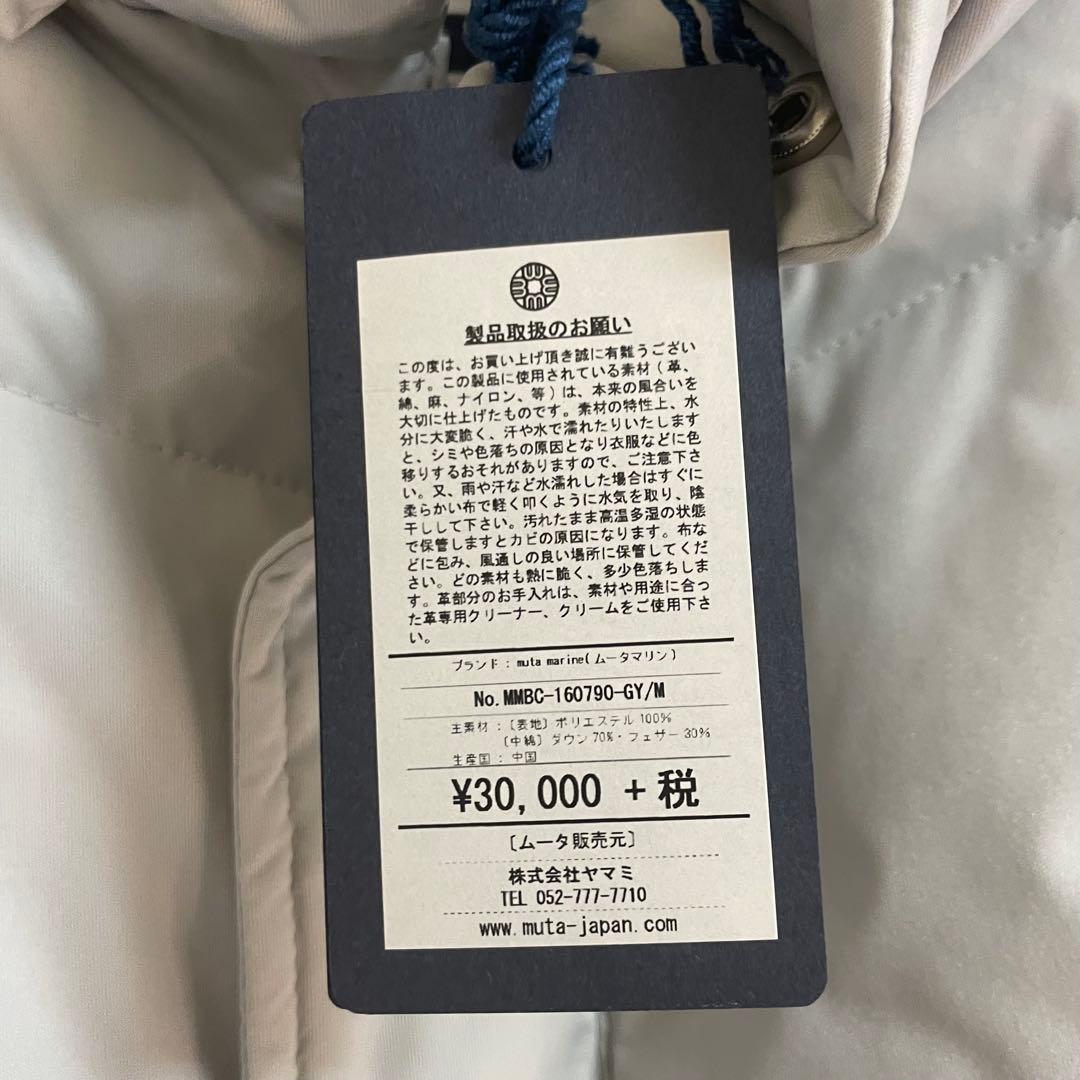 製品取扱のお願い
この度は、お買い上げ頂き誠に有難うござい
ます。この製品に使用されている素材(革、
綿、麻、ナイロン、等)は、本来の風合いを
大切に仕上げたものです。素材の特性上、水
分に大変脆く、汗や水で濡れたりいたします
と、シミや色落ちの原因となり衣服などに色
移りするおそれがありますので、ご注意下さ
い。又、雨や汗など水濡れした場合はすぐに
柔らかい布で軽く叩くように水気を取り、陰
干しして下さい。汚れたまま高温多湿の状態
で保管しますとカビの原因になります。布な
どに包み、風通しの良い場所に保管してくだ
さい。どの素材も熱に脆く、多少色落ちしま
す。革部分のお手入れは、素材や用途に合っ
た革専用クリーナー、クリームをご使用下さ
い。
ブランド:muta marine(ムータマリン)
No.MMBC-160790-GY/M
主素材:〔表地〕ポリエステル 100%
〔中綿〕ダウン 70%・フェザー 30%
生産国:中国
¥30,000 +税
〔ムータ販売元〕
株式会社ヤマミ
TEL 052-777-7710
www.muta-japan.com